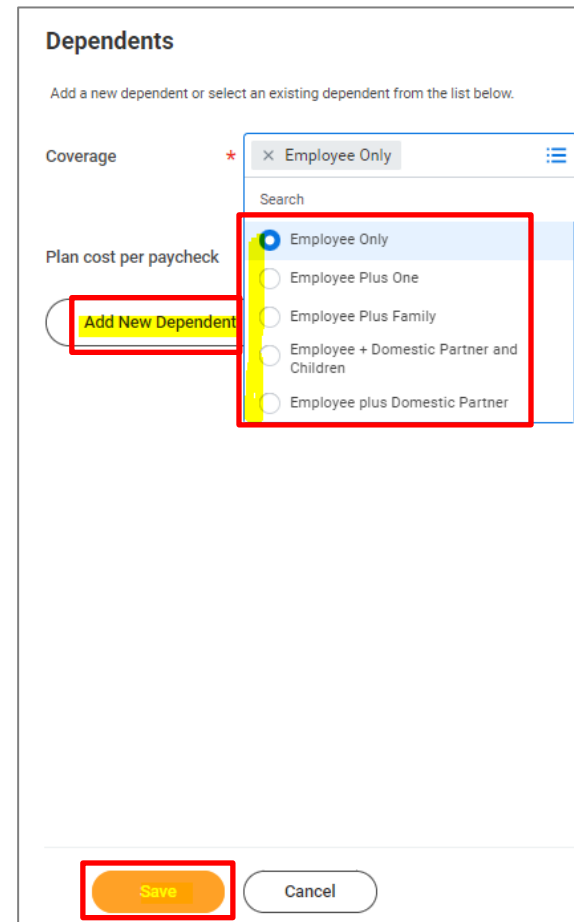 Dependents
Add a new dependent or select an existing dependent from the list below.
Coverage * × Employee Only
Search
Employee Only
Plan cost per paycheck
Employee Plus One
Add New Dependent
Employee Plus Family
Employee + Domestic Partner and
Children
Employee plus Domestic Partner
Save
Cancel